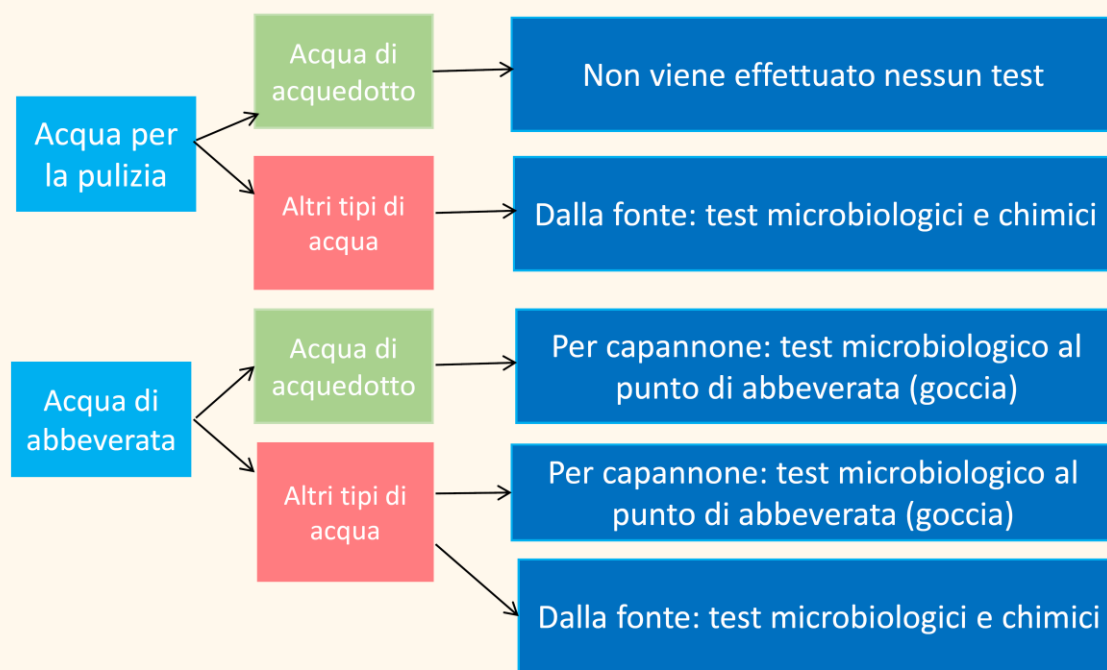 Acqua di
acquedotto
Non viene effettuato nessun test
Acqua per
la pulizia
Altri tipi di
acqua
Dalla fonte: test microbiologici e chimici
Acqua di
acquedotto
Per capannone: test microbiologico al
punto di abbeverata (goccia)
Acqua di
abbeverata
Altri tipi di
acqua
Per capannone: test microbiologico al
punto di abbeverata (goccia)
Dalla fonte: test microbiologici e chimici